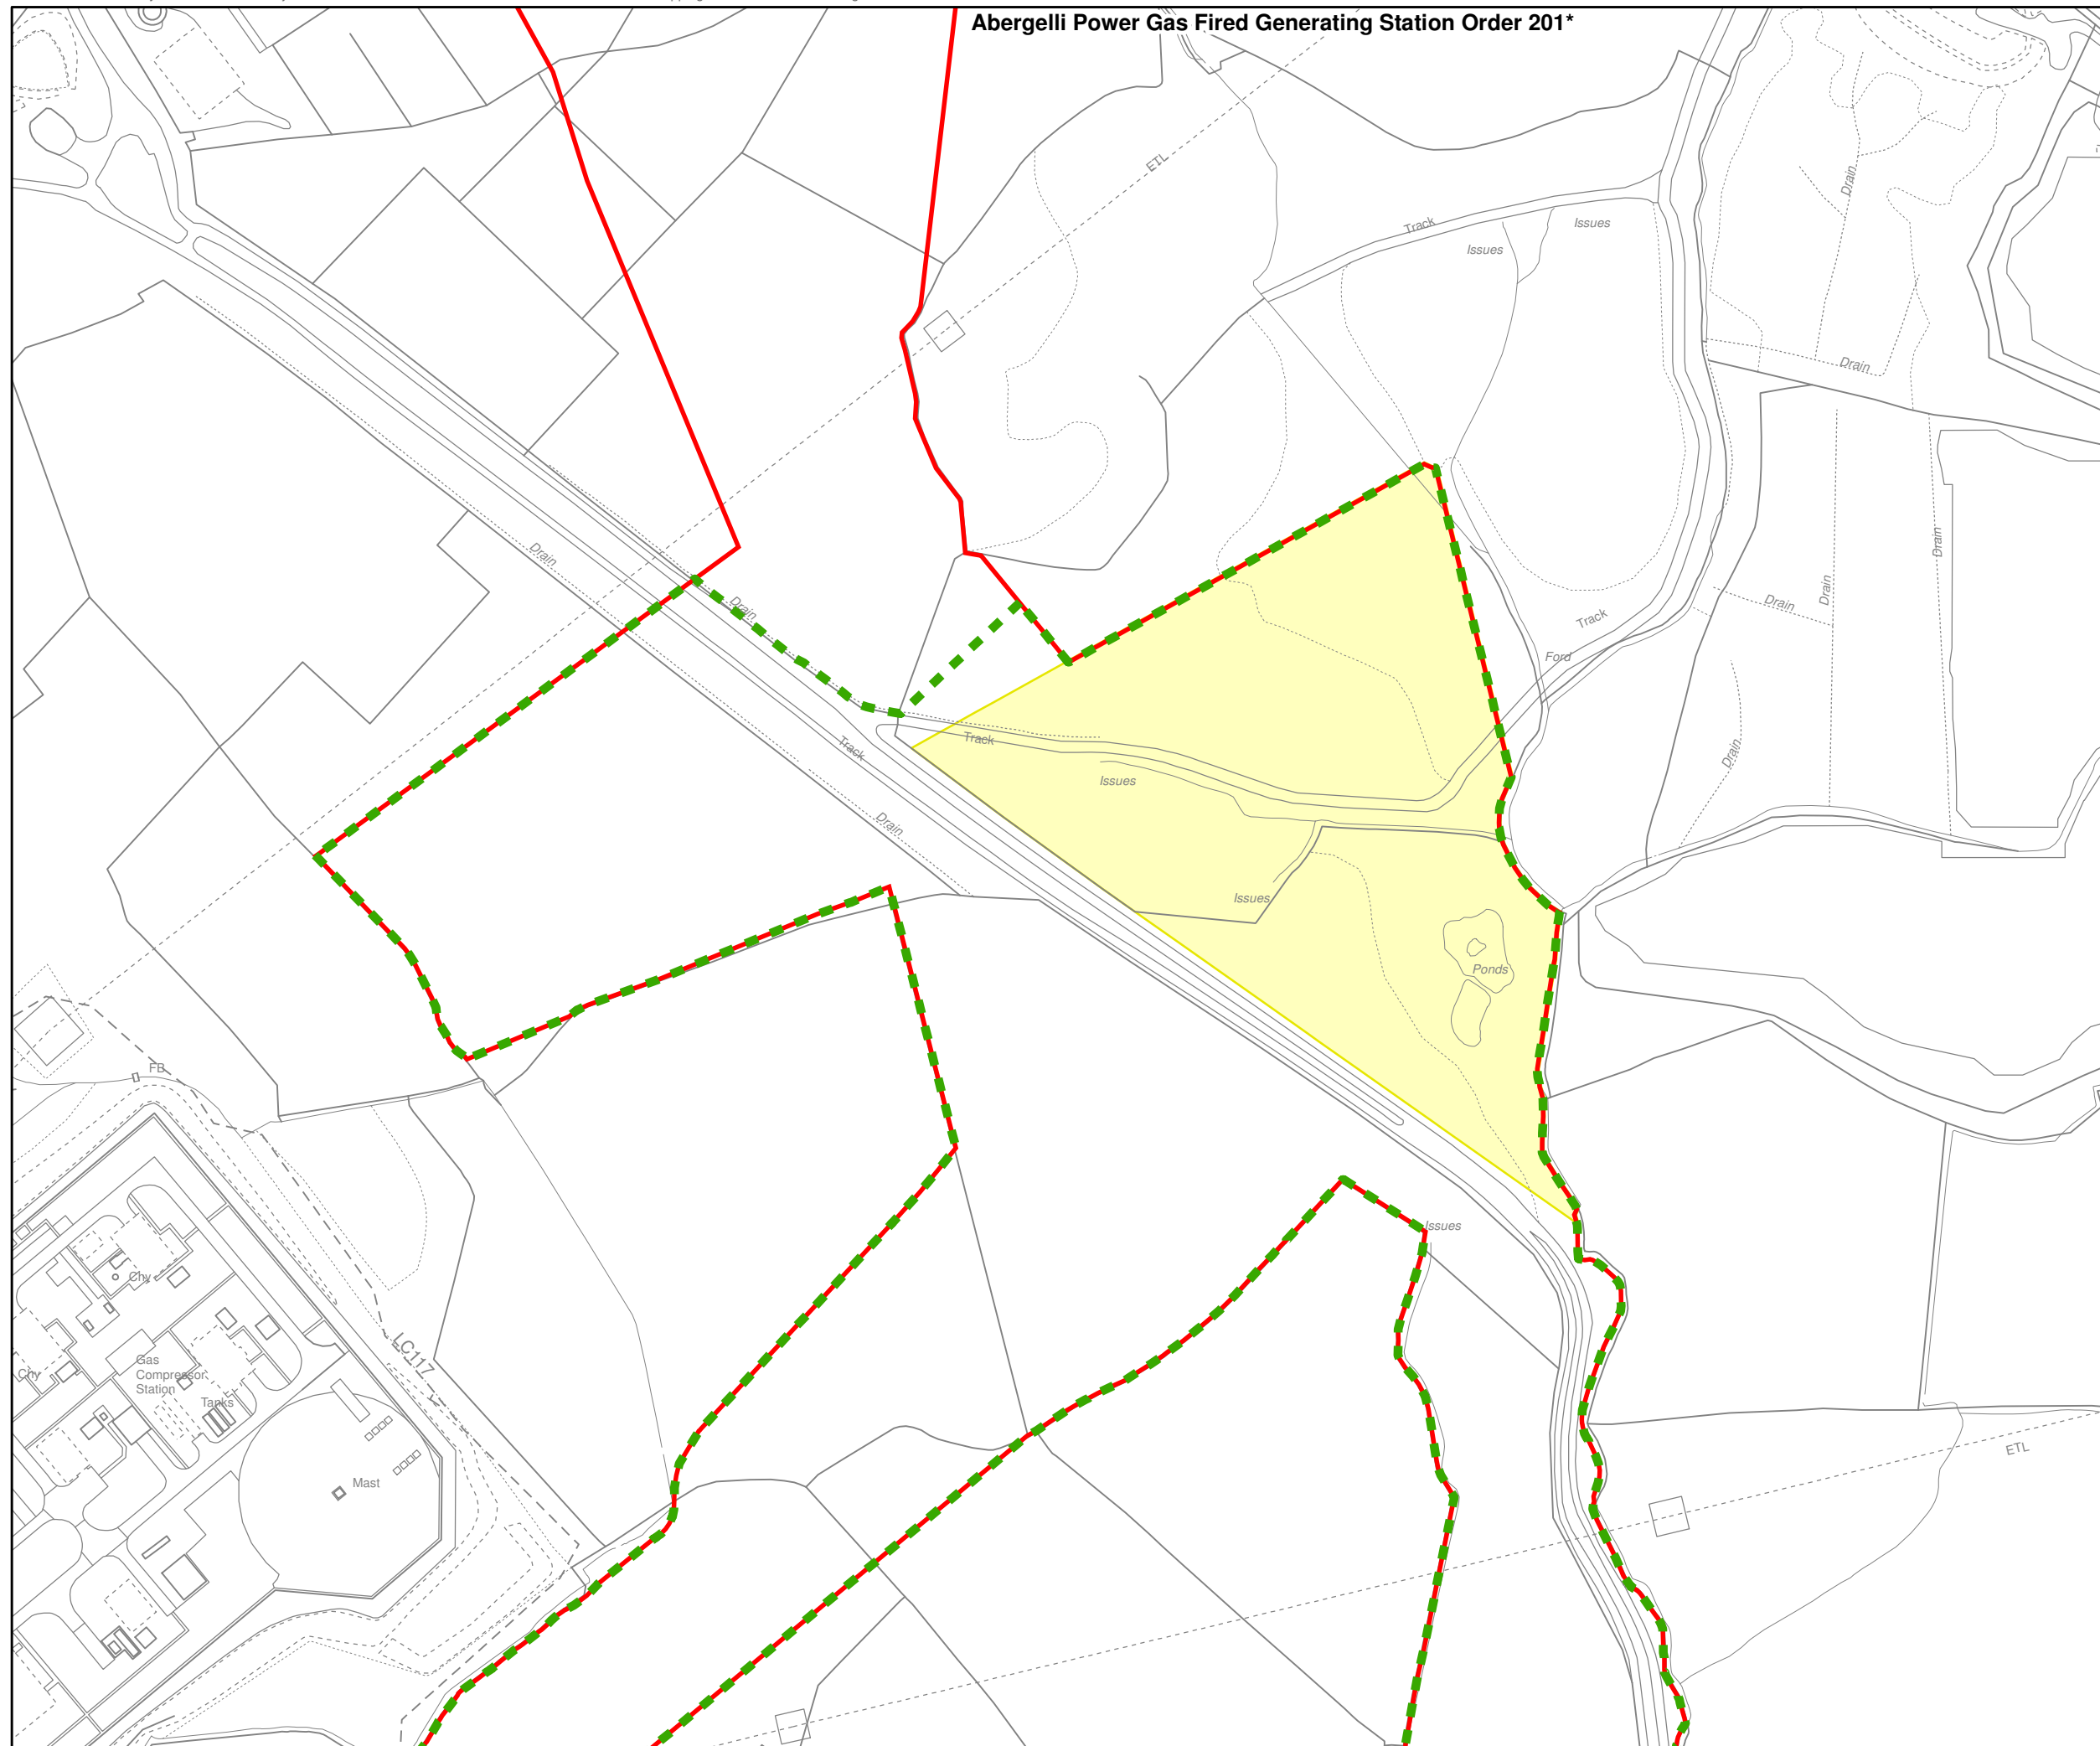 Abergelli Power Gas Fired Generating Station Order 201*
ETL
Drain
Track
Issues
Issues
Drain
Drain
Drain
Drain
Drain
Drain
Drain
Track
Ford
Track
Track
Drain
Issues
Drain
Issues
Ponds
FB
Issues
Chy
LC117
Gas
Compressor
Station
Chy
Tanks
Mast
ETL